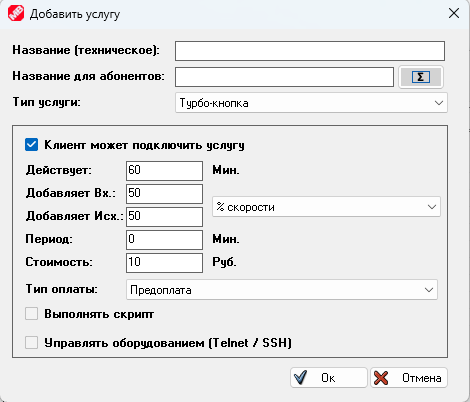 Добавить услугу
Название (техническое):
Название для абонентов: Σ
Тип услуги: Турбо-кнопка
Клиент может подключить услугу
Действует: 60 Мин.
Добавляет Вх.: 50
% скорости
Добавляет Исх.: 50
Период: 0 Мин.
Стоимость: 10 Руб.
Тип оплаты: Предоплата
Выполнять скрипт
Управлять оборудованием (Telnet / SSH)
Ок Отмена